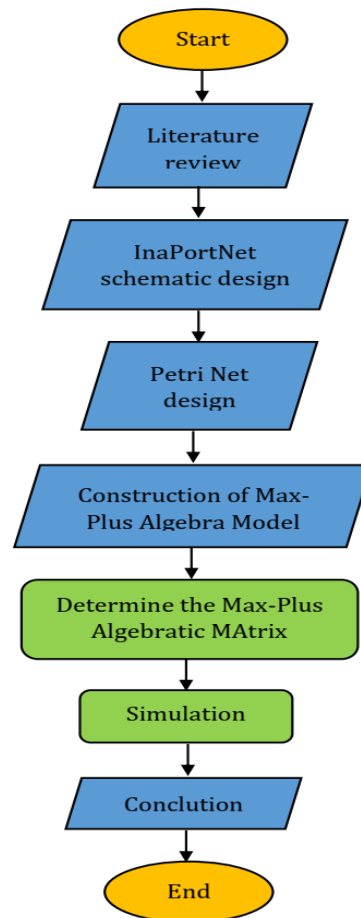 Start
Literature
review
InaPortNet
schematic design
Petri Net
design
Construction of Max-
Plus Algebra Model
Determine the Max-Plus
Algebratic MAtrix
Simulation
Conclution
End